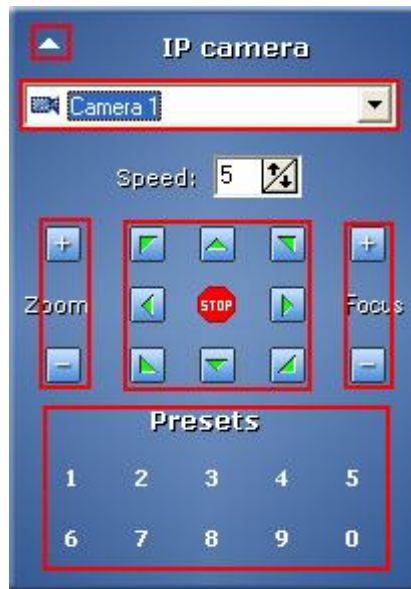 IP camera
Camera 1
Speed: 5
+ +
Zoom STOP Focus
- -
Presets
1 2 3 4 5
6 7 8 9 0